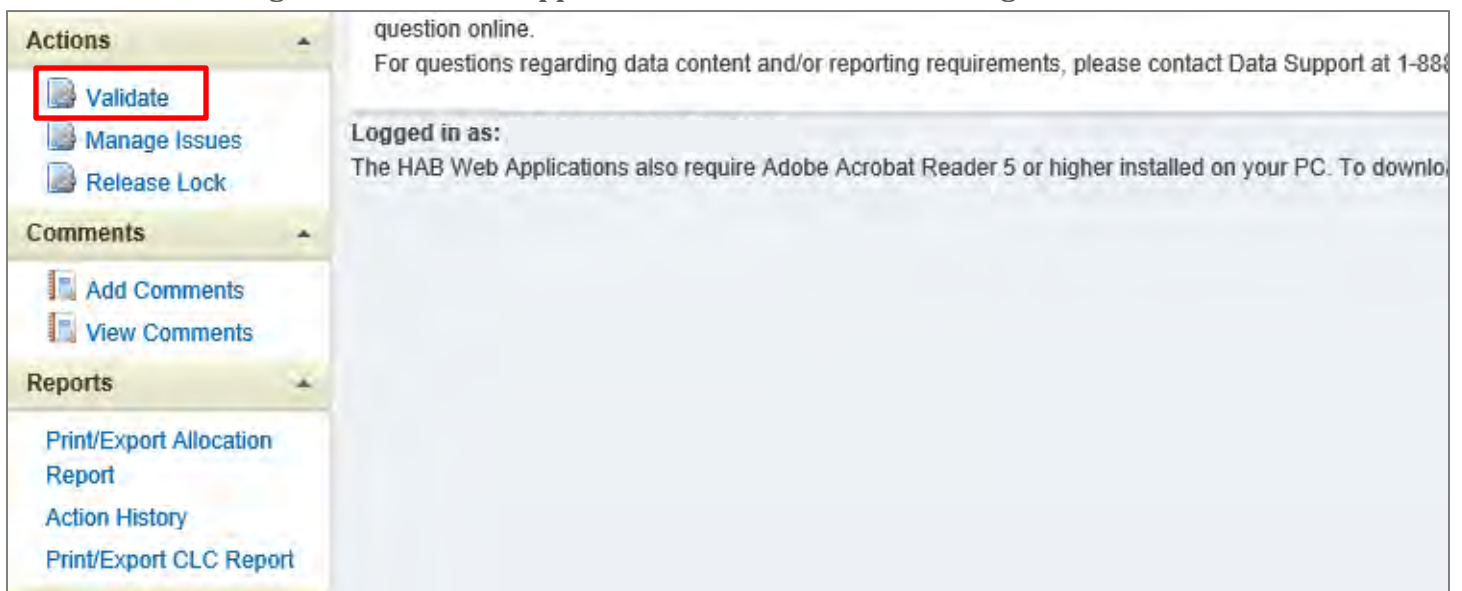 Actions
Validate
Manage Issues
Release Lock
Comments
Add Comments
View Comments
Reports
Print/Export Allocation
Report
Action History
Print/Export CLC Report
question online.
For questions regarding data content and/or reporting requirements, please contact Data Support at 1-888
Logged in as:
The HAB Web Applications also require Adobe Acrobat Reader 5 or higher installed on your PC. To